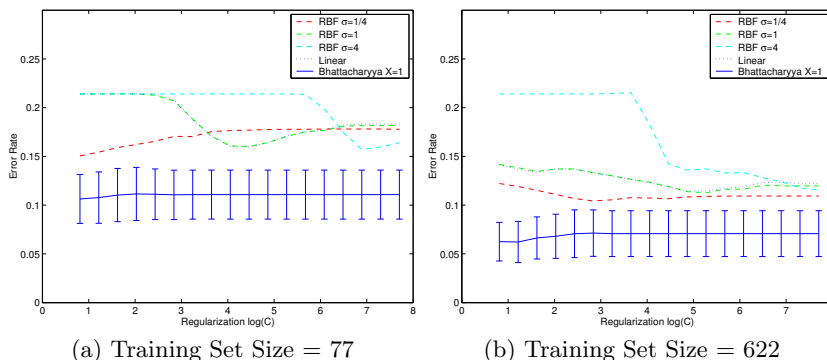 0.25
0.2
0.15
0.1
0.05
0
Error Rate
0 1 2 3 4 5 6 7 8
Regularization log(C)
RBF σ=1/4
RBF σ=1
RBF σ=4
Linear
Bhattacharyya X=1
(a) Training Set Size = 77
0.25
0.2
0.15
0.1
0.05
0
Error Rate
0 1 2 3 4 5 6 7
Regularization log(C)
RBF σ=1/4
RBF σ=1
RBF σ=4
Linear
Bhattacharyya X=1
(b) Training Set Size = 622